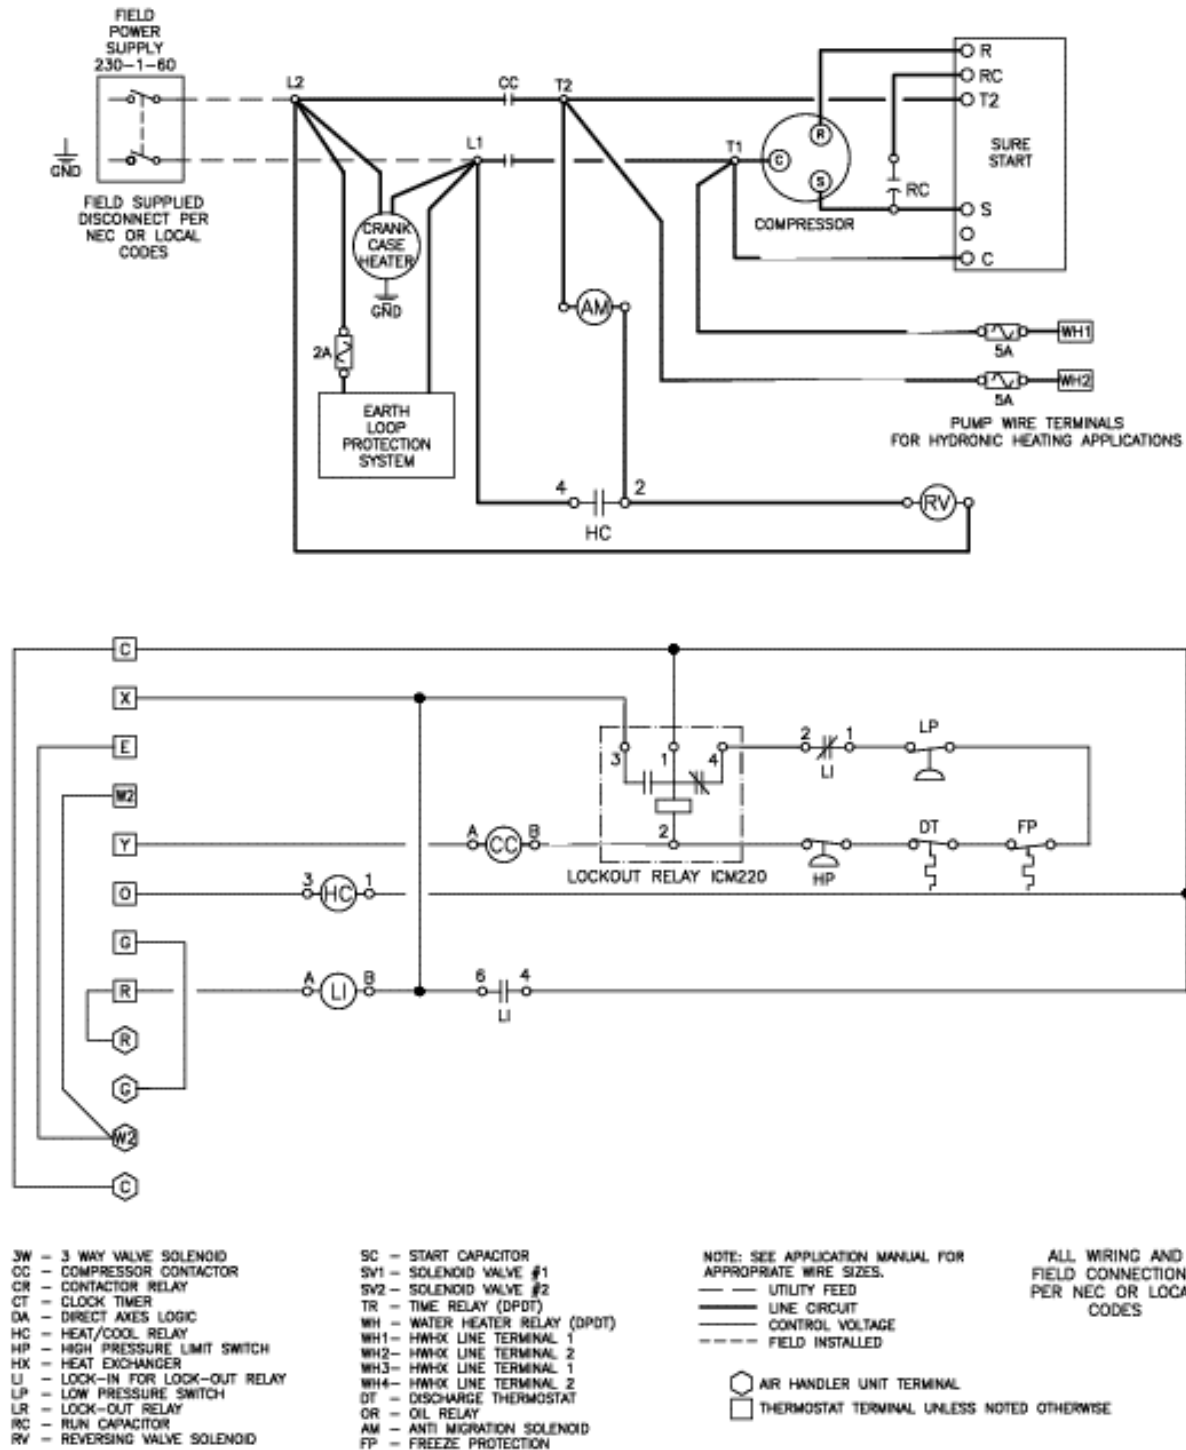 FIELD
POWER
SUPPLY
230-1-60
GND
FIELD SUPPLIED
DISCONNECT PER
NEC OR LOCAL
CODES
L2
CC
T2
L1
T1
CRANK
CASE
HEATER
GND
2A
EARTH
LOOP
PROTECTION
SYSTEM
AM
4
2
HC
RV
R
C
S
COMPRESSOR
RC
R
RC
T2
SURE
START
S
C
5A
WH1
5A
WH2
PUMP WIRE TERMINALS
FOR HYDRONIC HEATING APPLICATIONS
C
X
E
W2
Y
O
G
R
R
G
W2
C
A
CC
B
3
HC
1
A
LI
B
6
4
LI
3
1
4
2
LOCKOUT RELAY ICM220
2
1
LI
LP
HP
DT
FP
3W – 3 WAY VALVE SOLENOID
CC – COMPRESSOR CONTACTOR
CR – CONTACTOR RELAY
CT – CLOCK TIMER
DA – DIRECT AXES LOGIC
HC – HEAT/COOL RELAY
HP – HIGH PRESSURE LIMIT SWITCH
HX – HEAT EXCHANGER
LI – LOCK-IN FOR LOCK-OUT RELAY
LP – LOW PRESSURE SWITCH
LR – LOCK-OUT RELAY
RC – RUN CAPACITOR
RV – REVERSING VALVE SOLENOID
SC – START CAPACITOR
SV1 – SOLENOID VALVE #1
SV2 – SOLENOID VALVE #2
TR – TIME RELAY (DPDT)
WH – WATER HEATER RELAY (DPDT)
WH1– HWHX LINE TERMINAL 1
WH2– HWHX LINE TERMINAL 2
WH3– HWHX LINE TERMINAL 1
WH4– HWHX LINE TERMINAL 2
DT – DISCHARGE THERMOSTAT
OR – OIL RELAY
AM – ANTI MIGRATION SOLENOID
FP – FREEZE PROTECTION
NOTE: SEE APPLICATION MANUAL FOR
APPROPRIATE WIRE SIZES.
UTILITY FEED
LINE CIRCUIT
CONTROL VOLTAGE
FIELD INSTALLED
AIR HANDLER UNIT TERMINAL
THERMOSTAT TERMINAL UNLESS NOTED OTHERWISE
ALL WIRING AND
FIELD CONNECTION
PER NEC OR LOCA
CODES